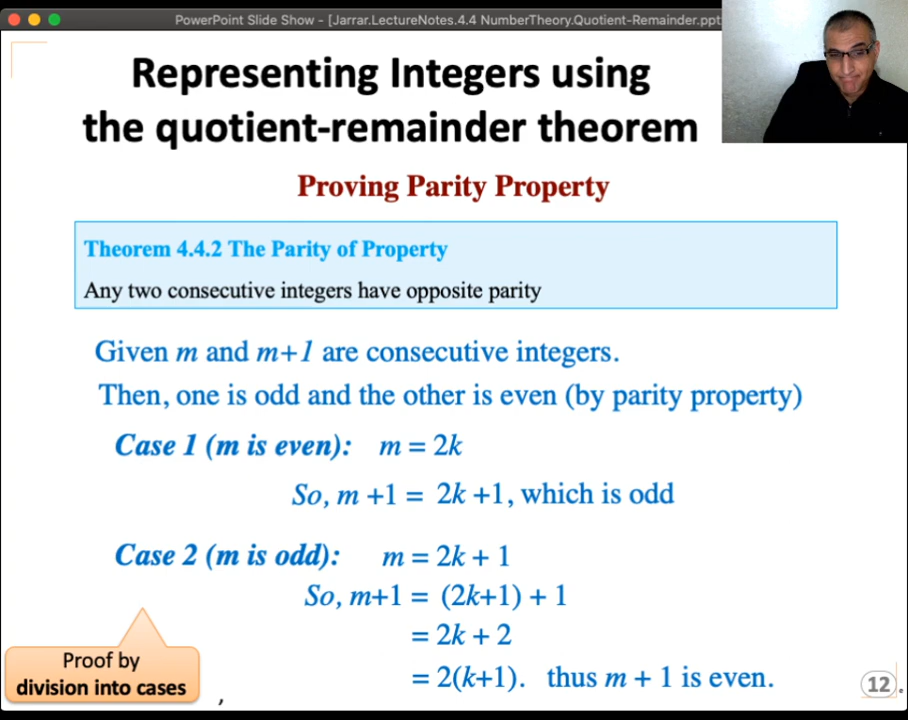 PowerPoint Slide Show - [Jarrar.LectureNotes.4.4 NumberTheory.Quotient-Remainder.ppt
Representing Integers using
the quotient-remainder theorem
Proving Parity Property
Theorem 4.4.2 The Parity of Property
Any two consecutive integers have opposite parity
Given m and m+1 are consecutive integers.
Then, one is odd and the other is even (by parity property)
Case 1 (m is even): m = 2k
So, m +1 = 2k +1, which is odd
Case 2 (m is odd): m = 2k + 1
So, m+1 = (2k+1) + 1
= 2k + 2
= 2(k+1). thus m + 1 is even.
Proof by
division into cases
,
12 .